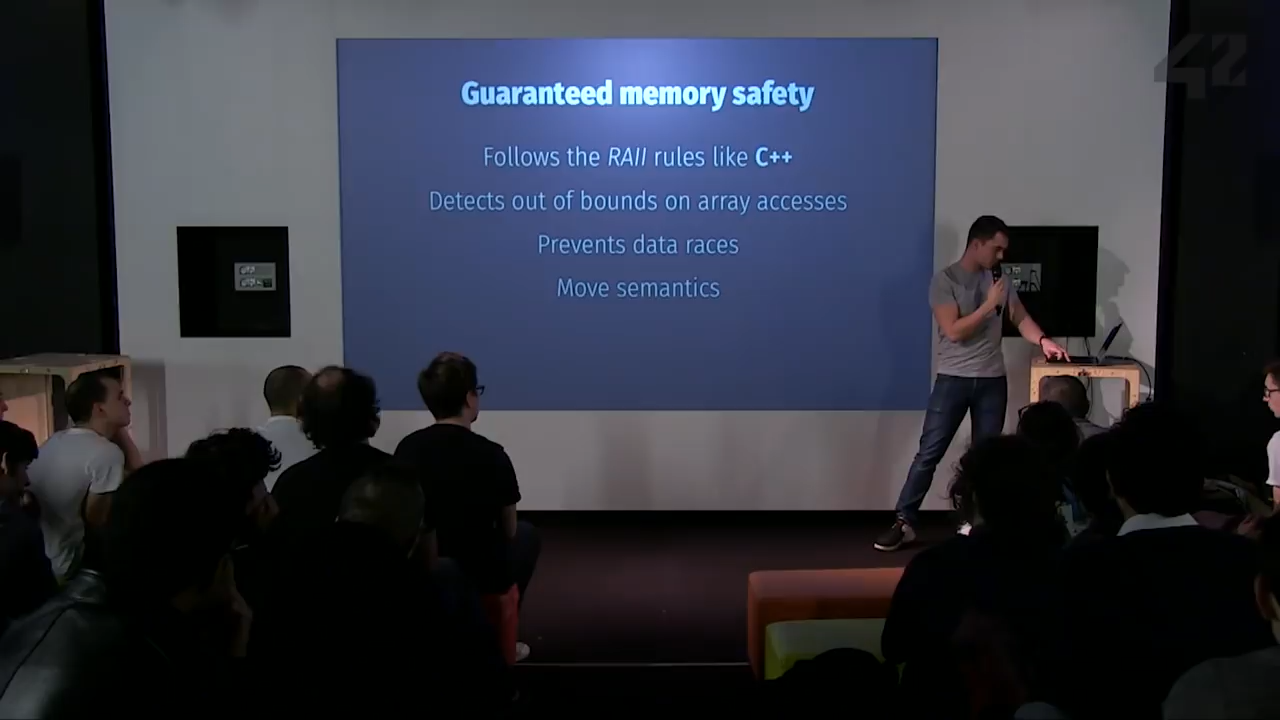 42
Guaranteed memory safety
Follows the RAII rules like C++
Detects out of bounds on array accesses
Prevents data races
Move semantics